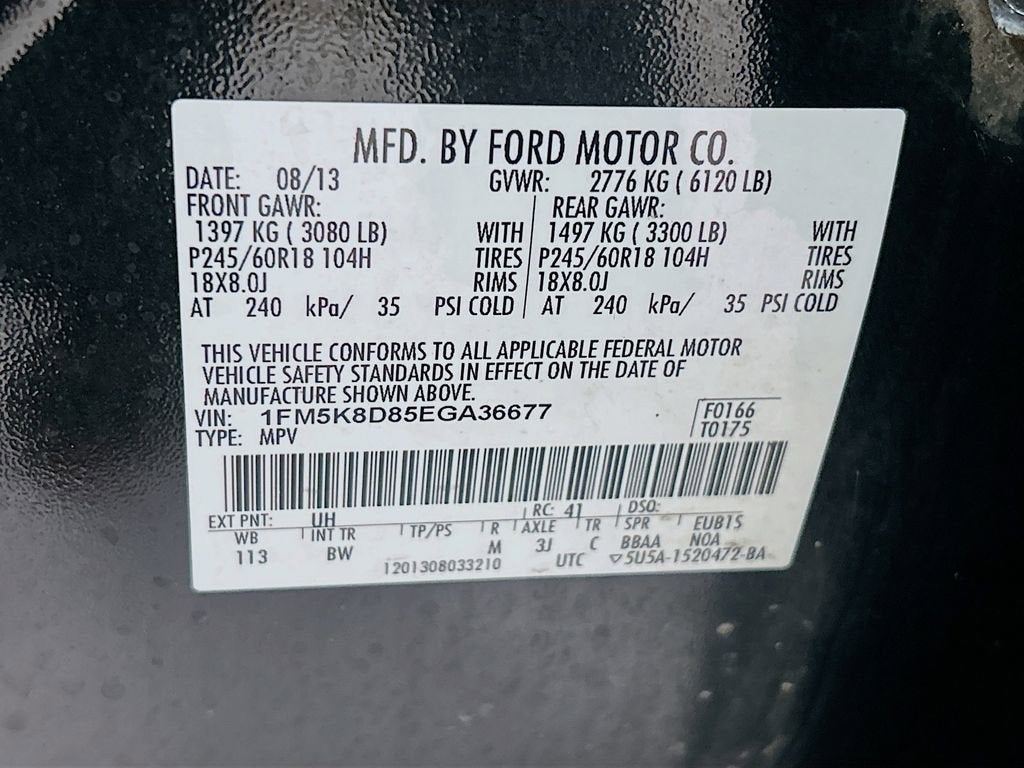 MFD. BY FORD MOTOR CO.
DATE: 08/13 GVWR: 2776 KG ( 6120 LB)
FRONT GAWR: REAR GAWR:
1397 KG ( 3080 LB) WITH 1497 KG ( 3300 LB) WITH
P245/60R18 104H TIRES P245/60R18 104H TIRES
18X8.0J RIMS 18X8.0J RIMS
AT 240 kPa/ 35 PSI COLD AT 240 kPa/ 35 PSI COLD
THIS VEHICLE CONFORMS TO ALL APPLICABLE FEDERAL MOTOR
VEHICLE SAFETY STANDARDS IN EFFECT ON THE DATE OF
MANUFACTURE SHOWN ABOVE.
VIN: 1FM5K8D85EGA36677 F0166
TYPE: MPV T0175
EXT PNT: UH RC: 41 DSO:
WB INT TR TP/PS R AXLE TR SPR EUB1S
113 BW M 3J C BBAA NOA
1201308033210 UTC ▽5U5A-1520472-BA